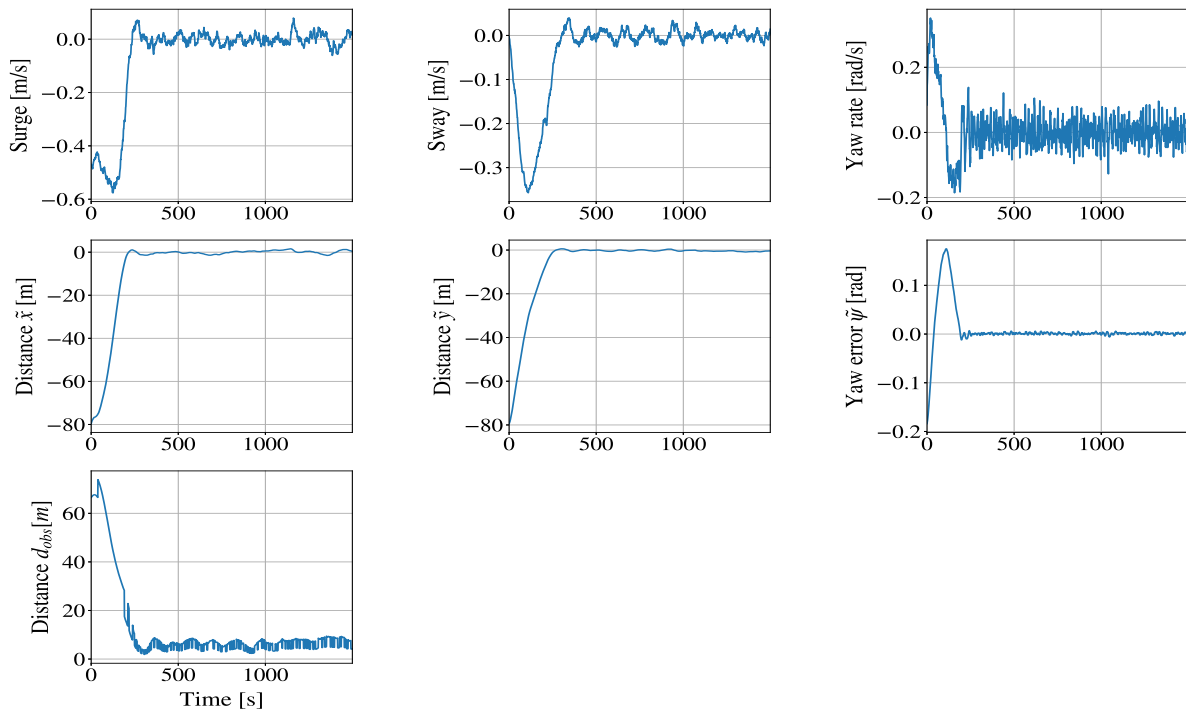 Surge [m/s]
0.0
−0.2
−0.4
−0.6
0 500 1000
Sway [m/s]
0.0
−0.1
−0.2
−0.3
0 500 1000
Yaw rate [rad/s]
0.2
0.0
−0.2
0 500 1000
Distance x̃ [m]
0
−20
−40
−60
−80
0 500 1000
Distance ỹ [m]
0
−20
−40
−60
−80
0 500 1000
Yaw error ψ̃ [rad]
0.1
0.0
−0.1
−0.2
0 500 1000
Distance d_obs[m]
60
40
20
0
0 500 1000
Time [s]